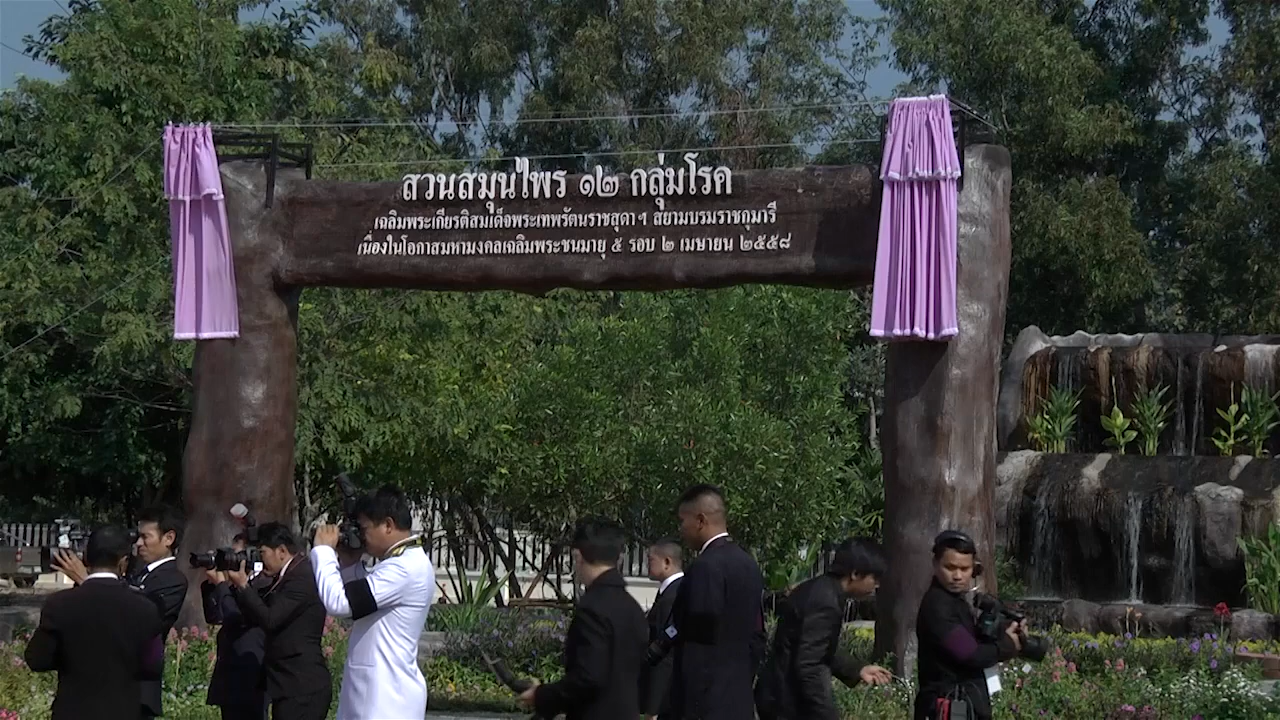 สวนสมุนไพร ๑๒ กลุ่มโรค
เฉลิมพระเกียรติสมเด็จพระเทพรัตนราชสุดาฯ สยามบรมราชกุมารี
เนื่องในโอกาสมหามงคลเฉลิมพระชนมายุ ๕ รอบ ๒ เมษายน ๒๕๕๘